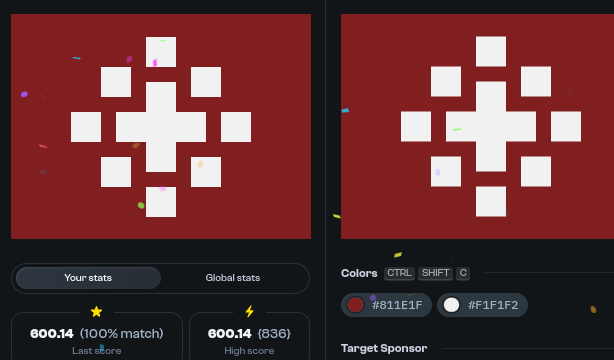 Your stats
Global stats
600.14 (100% match)
Last score
600.14 {836}
High score
Colors CTRL SHIFT C
#811E1F
#F1F1F2
Target Sponsor